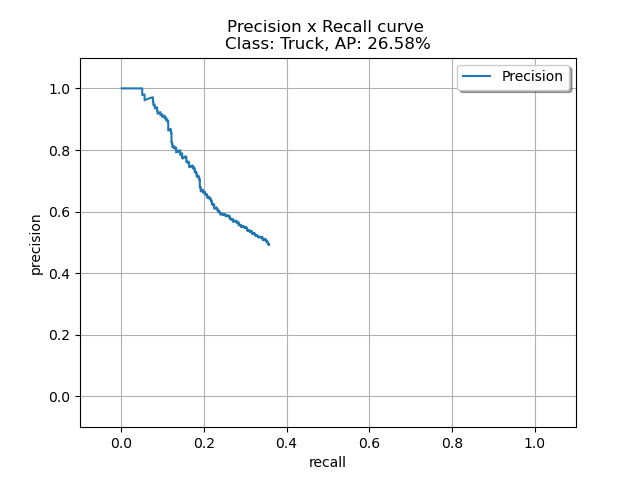 Precision x Recall curve
Class: Truck, AP: 26.58%
Precision
1.0
0.8
0.6
0.4
0.2
0.0
precision
0.0 0.2 0.4 0.6 0.8 1.0
recall